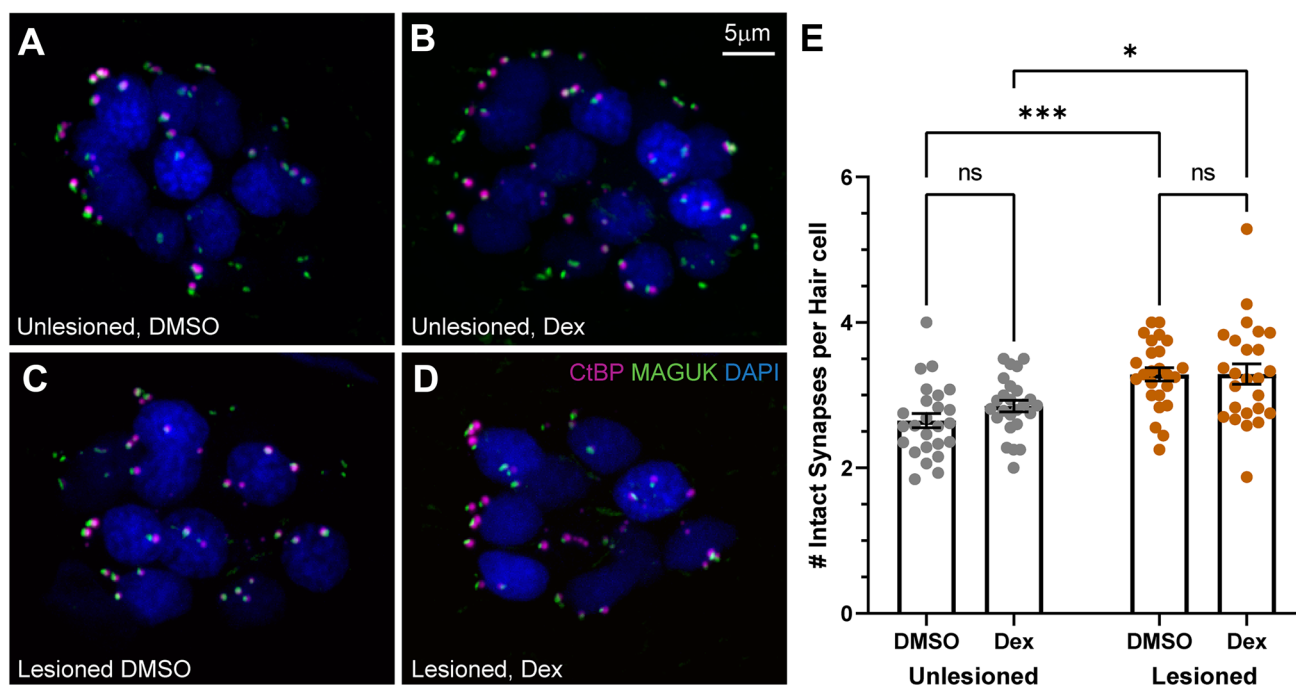 A
Unlesioned, DMSO
B
5μm
Unlesioned, Dex
C
Lesioned DMSO
D
CtBP MAGUK DAPI
Lesioned, Dex
E
*
***
ns
ns
# Intact Synapses per Hair cell
6
4
2
0
DMSO Dex DMSO Dex
Unlesioned Lesioned